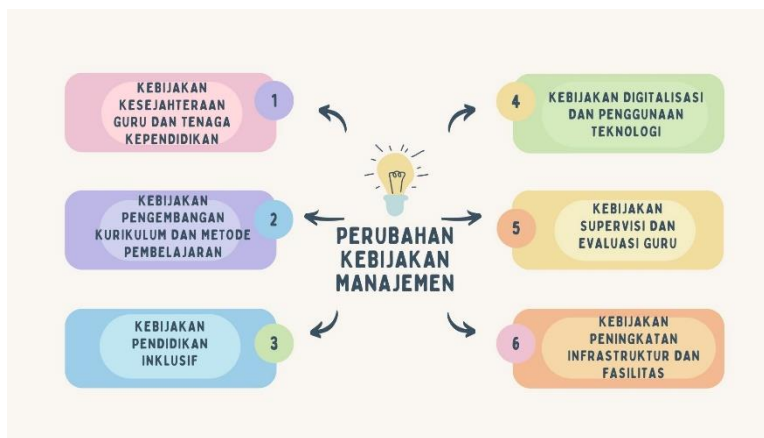 KEBIJAKAN
KESEJAHTERAAN
GURU DAN TENAGA
KEPENDIDIKAN
1
KEBIJAKAN
PENGEMBANGAN
KURIKULUM DAN METODE
PEMBELAJARAN
2
KEBIJAKAN
PENDIDIKAN
INKLUSIF
3
PERUBAHAN
KEBIJAKAN
MANAJEMEN
4
KEBIJAKAN DIGITALISASI
DAN PENGGUNAAN
TEKNOLOGI
5
KEBIJAKAN
SUPERVISI DAN
EVALUASI GURU
6
KEBIJAKAN
PENINGKATAN
INFRASTRUKTUR DAN
FASILITAS